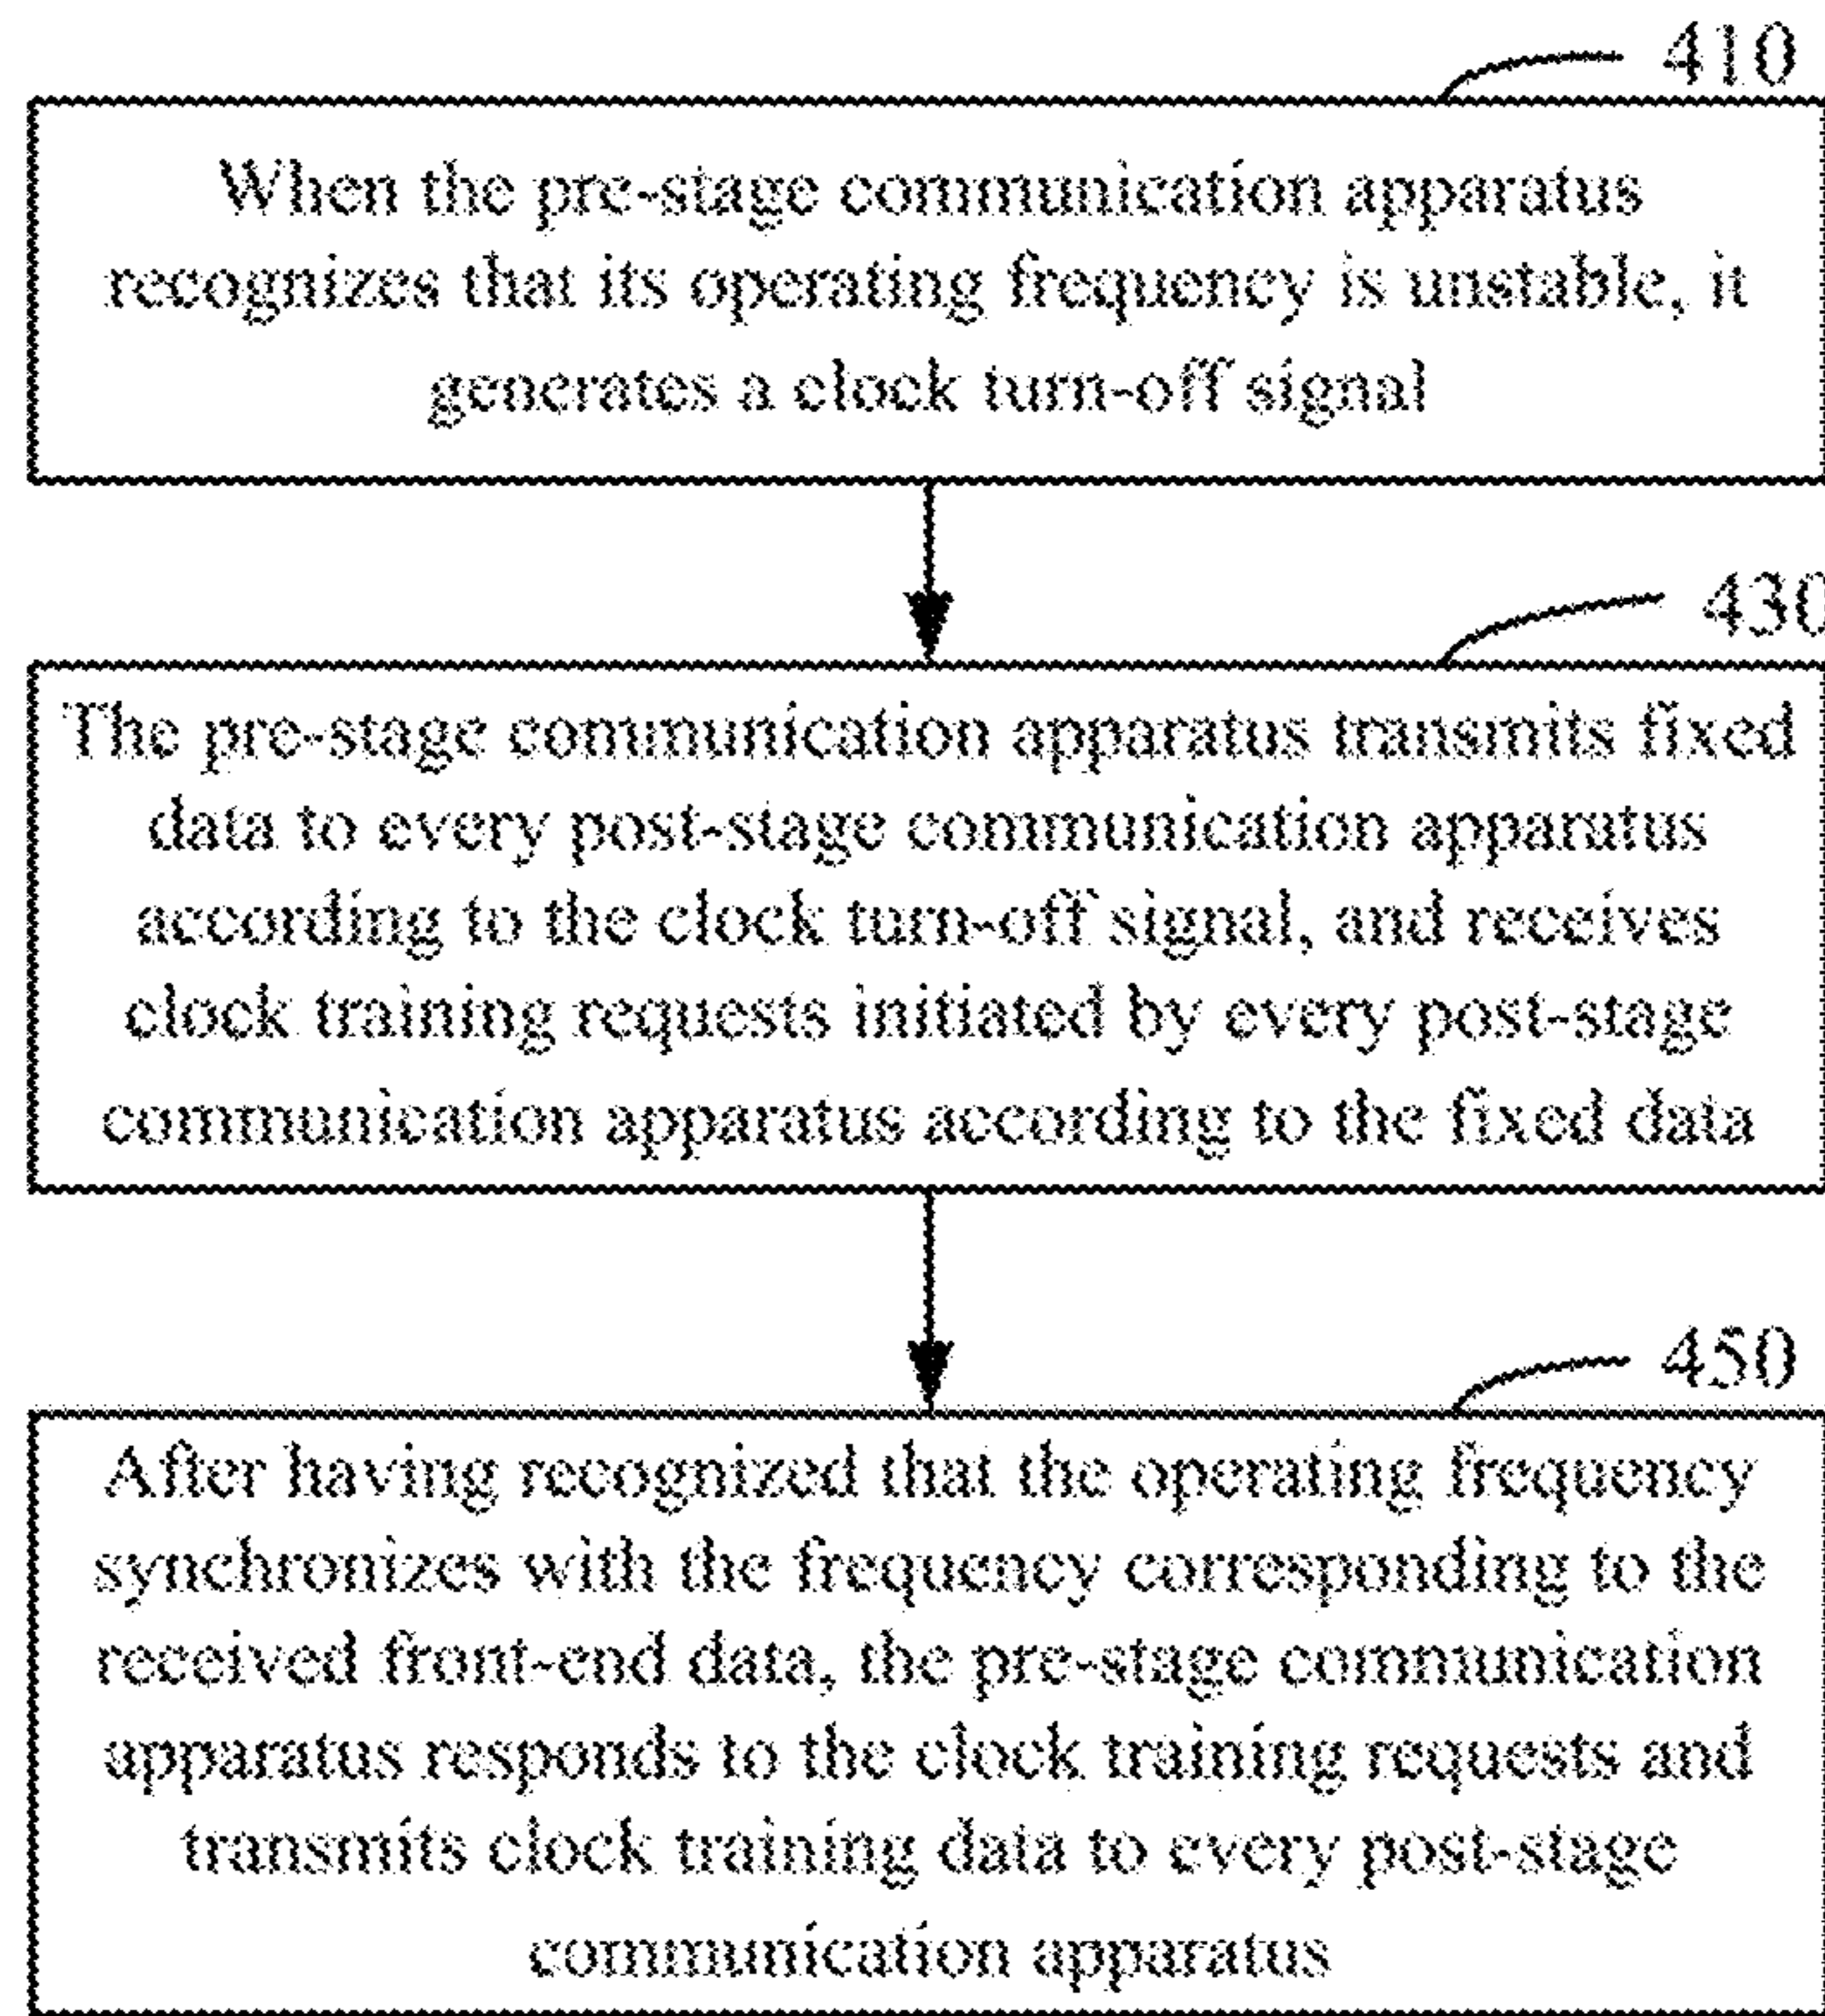 410
When the pre-stage communication apparatus
recognizes that its operating frequency is unstable, it
generates a clock turn-off signal
430
The pre-stage communication apparatus transmits fixed
data to every post-stage communication apparatus
according to the clock turn-off signal, and receives
clock training requests initiated by every post-stage
communication apparatus according to the fixed data
450
After having recognized that the operating frequency
synchronizes with the frequency corresponding to the
received front-end data, the pre-stage communication
apparatus responds to the clock training requests and
transmits clock training data to every post-stage
communication apparatus